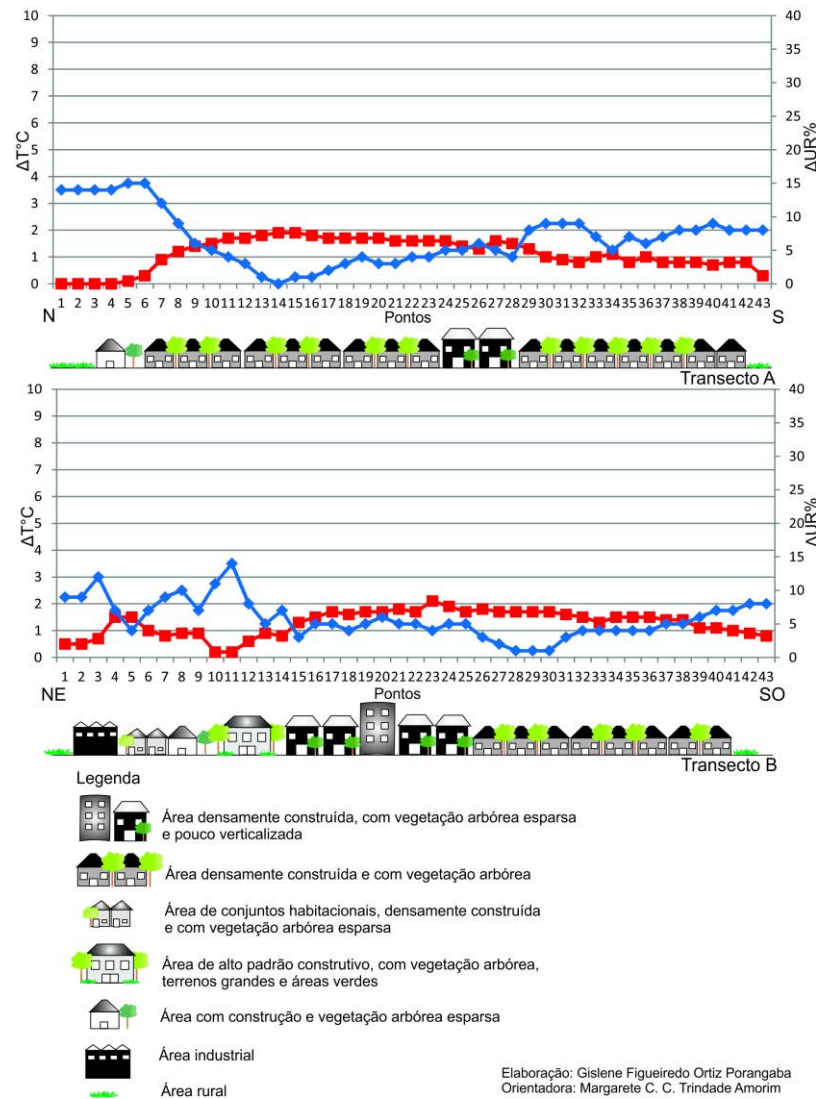 10 40
9 35
8
7 30
6 25
ΔT°C 5 20 ΔUR%
4 15
3
2 10
1 5
0 0
1 2 3 4 5 6 7 8 9 10 11 12 13 14 15 16 17 18 19 20 21 22 23 24 25 26 27 28 29 30 31 32 33 34 35 36 37 38 39 40 41 42 43
N Pontos S
Transecto A
10 40
9 35
8
7 30
6 25
ΔT°C 5 20 ΔUR%
4 15
3
2 10
1 5
0 0
1 2 3 4 5 6 7 8 9 10 11 12 13 14 15 16 17 18 19 20 21 22 23 24 25 26 27 28 29 30 31 32 33 34 35 36 37 38 39 40 41 42 43
NE Pontos SO
Transecto B
Legenda
Área densamente construída, com vegetação arbórea esparsa
e pouco verticalizada
Área densamente construída e com vegetação arbórea
Área de conjuntos habitacionais, densamente construída
e com vegetação arbórea esparsa
Área de alto padrão construtivo, com vegetação arbórea,
terrenos grandes e áreas verdes
Área com construção e vegetação arbórea esparsa
Área industrial
Área rural
Elaboração: Gislene Figueiredo Ortiz Porangaba
Orientadora: Margarete C. C. Trindade Amorim